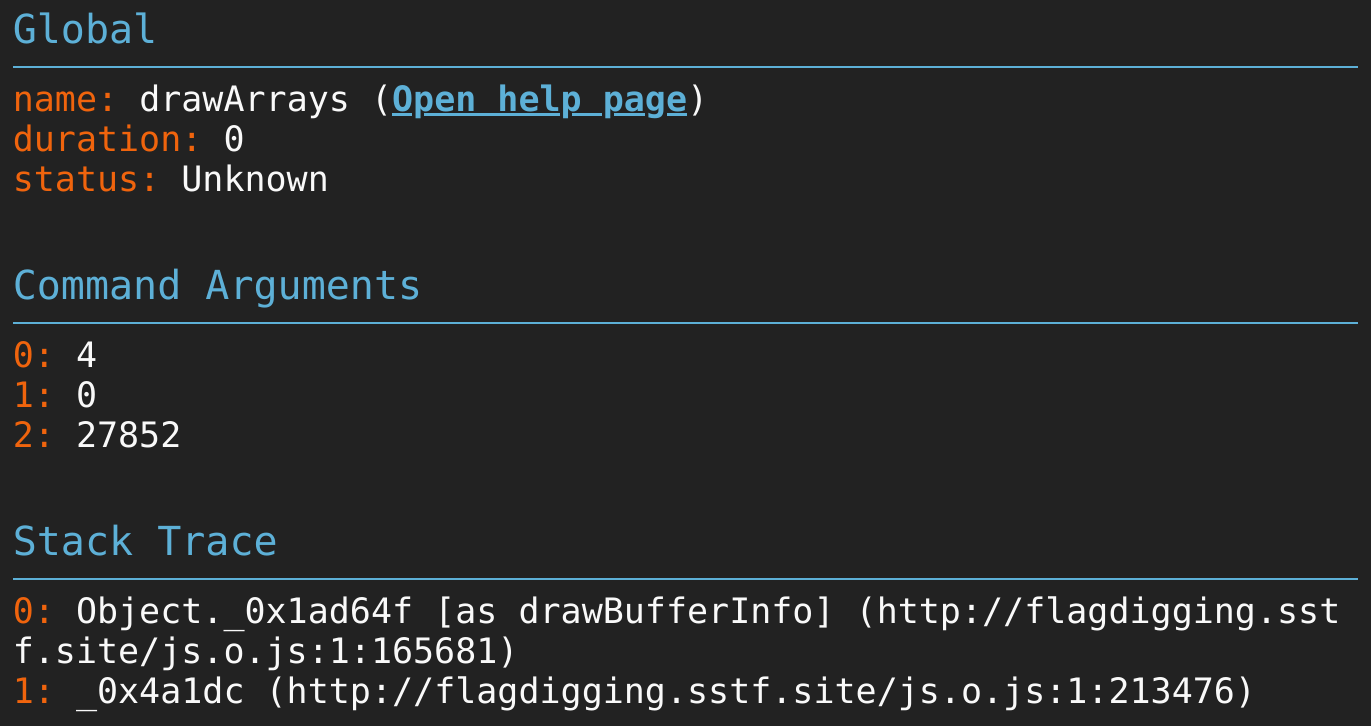 Global
name: drawArrays (Open help page)
duration: 0
status: Unknown
Command Arguments
0: 4
1: 0
2: 27852
Stack Trace
0: Object._0x1ad64f [as drawBufferInfo] (http://flagdigging.sst
f.site/js.o.js:1:165681)
1: _0x4a1dc (http://flagdigging.sstf.site/js.o.js:1:213476)